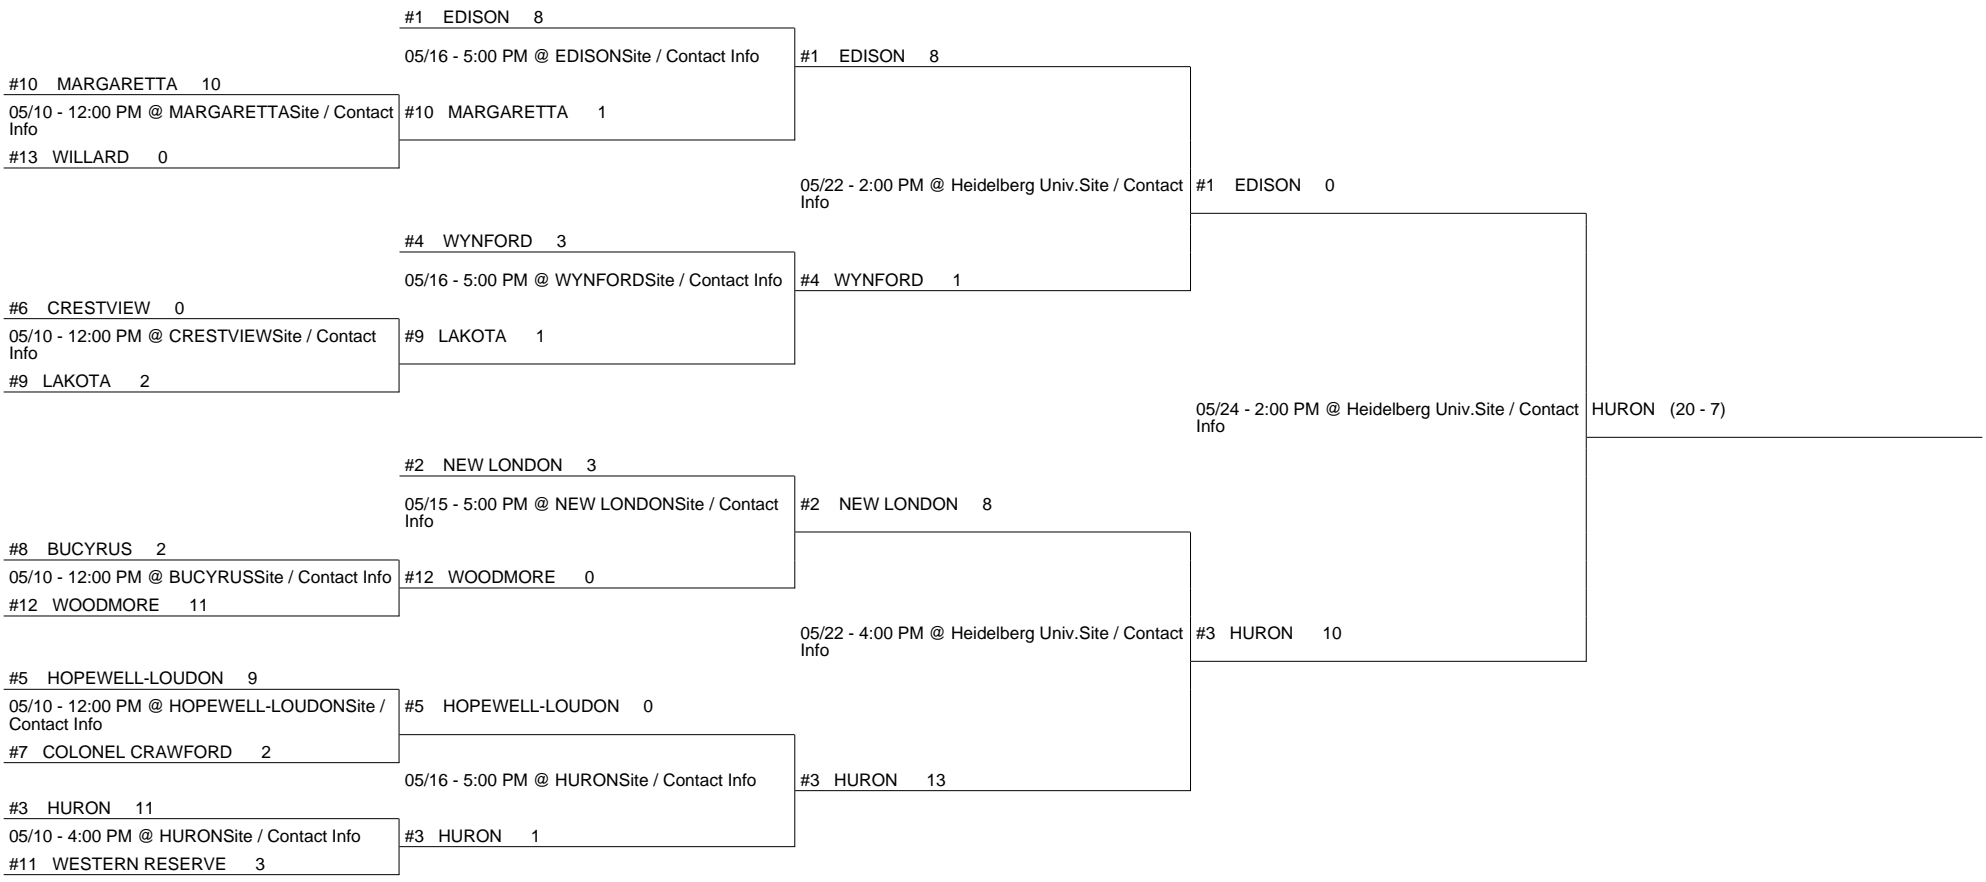 #1 EDISON 8
05/16 - 5:00 PM @ EDISONSite / Contact Info
#1 EDISON 8
#10 MARGARETTA 10
05/10 - 12:00 PM @ MARGARETTASite / Contact
Info
#10 MARGARETTA 1
#13 WILLARD 0
05/22 - 2:00 PM @ Heidelberg Univ.Site / Contact
Info
#1 EDISON 0
#4 WYNFORD 3
05/16 - 5:00 PM @ WYNFORDSite / Contact Info
#4 WYNFORD 1
#6 CRESTVIEW 0
05/10 - 12:00 PM @ CRESTVIEWSite / Contact
Info
#9 LAKOTA 1
#9 LAKOTA 2
05/24 - 2:00 PM @ Heidelberg Univ.Site / Contact
Info
HURON (20 - 7)
#2 NEW LONDON 3
05/15 - 5:00 PM @ NEW LONDONSite / Contact
Info
#2 NEW LONDON 8
#8 BUCYRUS 2
05/10 - 12:00 PM @ BUCYRUSSite / Contact Info
#12 WOODMORE 0
#12 WOODMORE 11
05/22 - 4:00 PM @ Heidelberg Univ.Site / Contact
Info
#3 HURON 10
#5 HOPEWELL-LOUDON 9
05/10 - 12:00 PM @ HOPEWELL-LOUDONSite /
Contact Info
#5 HOPEWELL-LOUDON 0
#7 COLONEL CRAWFORD 2
05/16 - 5:00 PM @ HURONSite / Contact Info
#3 HURON 13
#3 HURON 11
05/10 - 4:00 PM @ HURONSite / Contact Info
#3 HURON 1
#11 WESTERN RESERVE 3